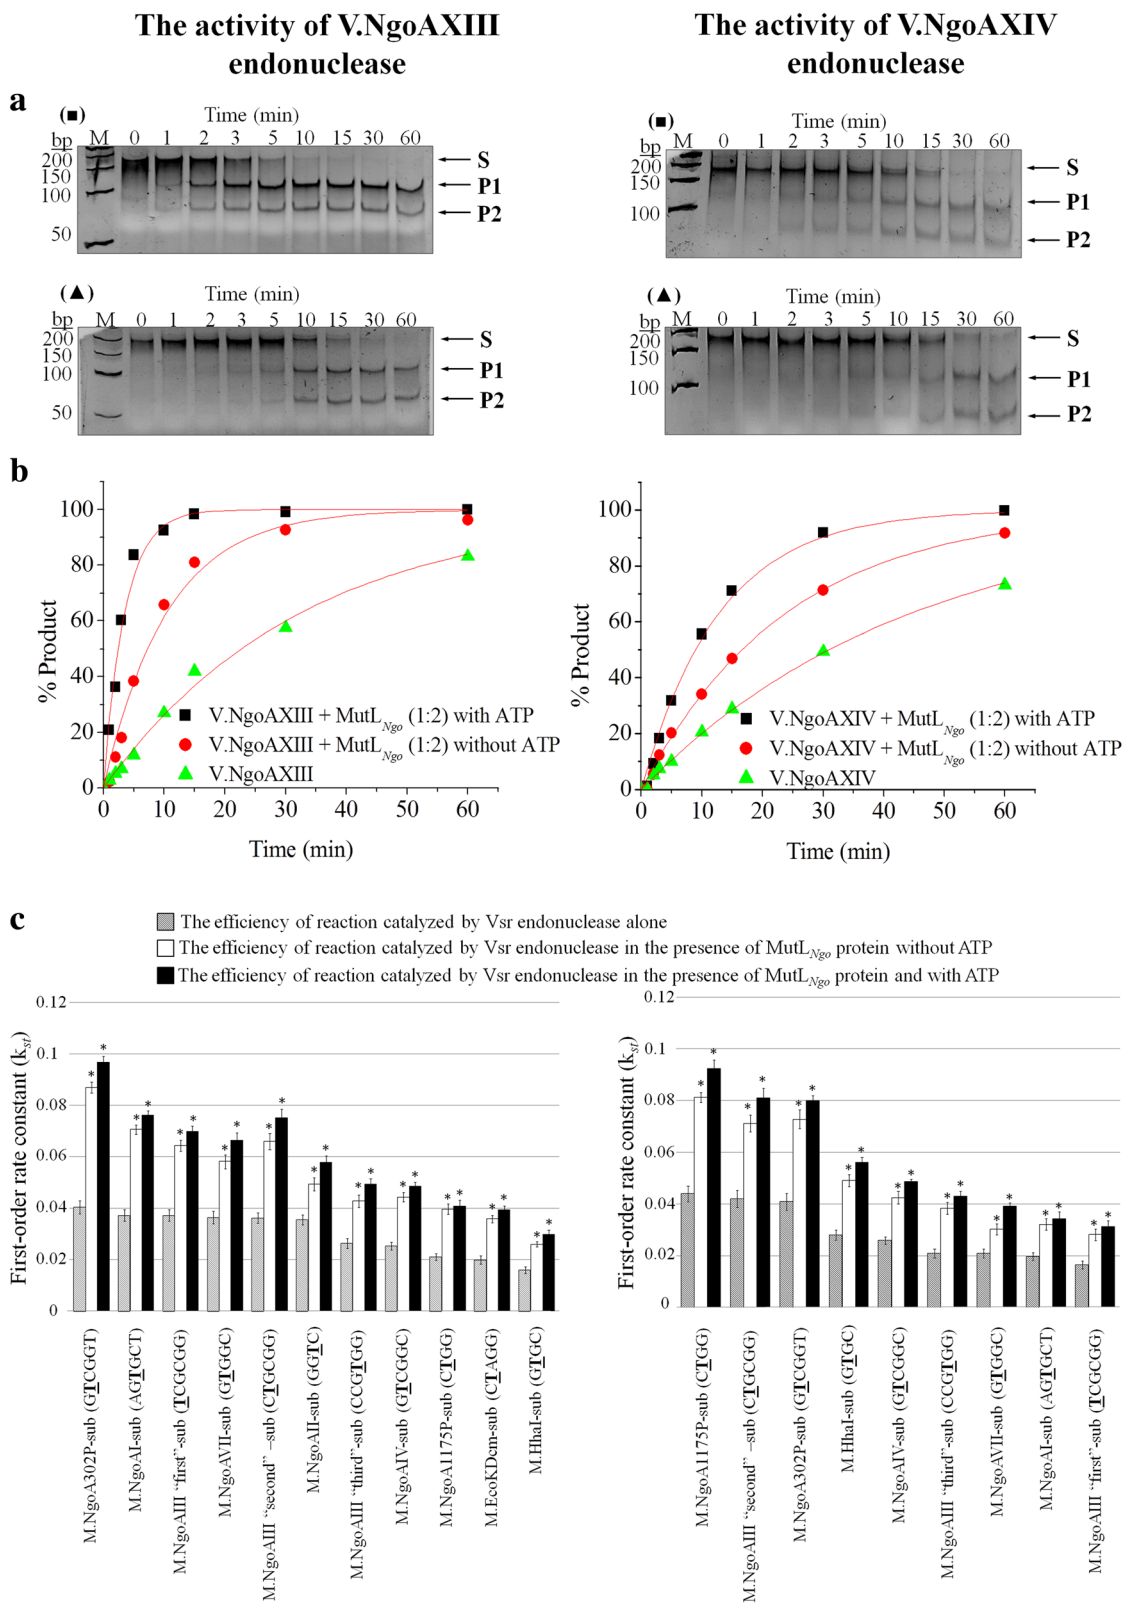 The activity of V.NgoAXIII
endonuclease
The activity of V.NgoAXIV
endonuclease
a
(■)
Time (min)
bp M 0 1 2 3 5 10 15 30 60
200
150
100
50
S
P1
P2
(■)
Time (min)
bp M 0 1 2 3 5 10 15 30 60
200
150
100
S
P1
P2
(▲)
Time (min)
bp M 0 1 2 3 5 10 15 30 60
200
150
100
50
S
P1
P2
(▲)
Time (min)
bp M 0 1 2 3 5 10 15 30 60
200
150
100
S
P1
P2
b
% Product
100
80
60
40
20
0
■ V.NgoAXIII + MutL_Ngo (1:2) with ATP
● V.NgoAXIII + MutL_Ngo (1:2) without ATP
▲ V.NgoAXIII
0 10 20 30 40 50 60
Time (min)
% Product
100
80
60
40
20
0
■ V.NgoAXIV + MutL_Ngo (1:2) with ATP
● V.NgoAXIV + MutL_Ngo (1:2) without ATP
▲ V.NgoAXIV
0 10 20 30 40 50 60
Time (min)
c
The efficiency of reaction catalyzed by Vsr endonuclease alone
The efficiency of reaction catalyzed by Vsr endonuclease in the presence of MutL_Ngo protein without ATP
The efficiency of reaction catalyzed by Vsr endonuclease in the presence of MutL_Ngo protein and with ATP
First-order rate constant (k_st)
0.12
0.1
0.08
0.06
0.04
0.02
0
* * * * * * * * * * * * * * * * * * * * * *
M.NgoA302P-sub (GTCGGT)
M.NgoAI-sub (AGTGCT)
M.NgoAIII “first”-sub (TCGCGG)
M.NgoAVII-sub (GTGGC)
M.NgoAIII “second” –sub (CTGCGG)
M.NgoAII-sub (GGTC)
M.NgoAIII “third”-sub (CCGTGG)
M.NgoAIV-sub (GTCGGC)
M.NgoA1175P-sub (CTGG)
M.EcoKDcm-sub (CTAGG)
M.HhaI-sub (GTGC)
First-order rate constant (k_st)
0.12
0.1
0.08
0.06
0.04
0.02
0
* * * * * * * * * * * * * * * * * *
M.NgoA1175P-sub (CTGG)
M.NgoAIII “second” –sub (CTGCGG)
M.NgoA302P-sub (GTCGGT)
M.HhaI-sub (GTGC)
M.NgoAIV-sub (GTCGGC)
M.NgoAIII “third”-sub (CCGTGG)
M.NgoAVII-sub (GTGGC)
M.NgoAI-sub (AGTGCT)
M.NgoAIII “first”-sub (TCGCGG)